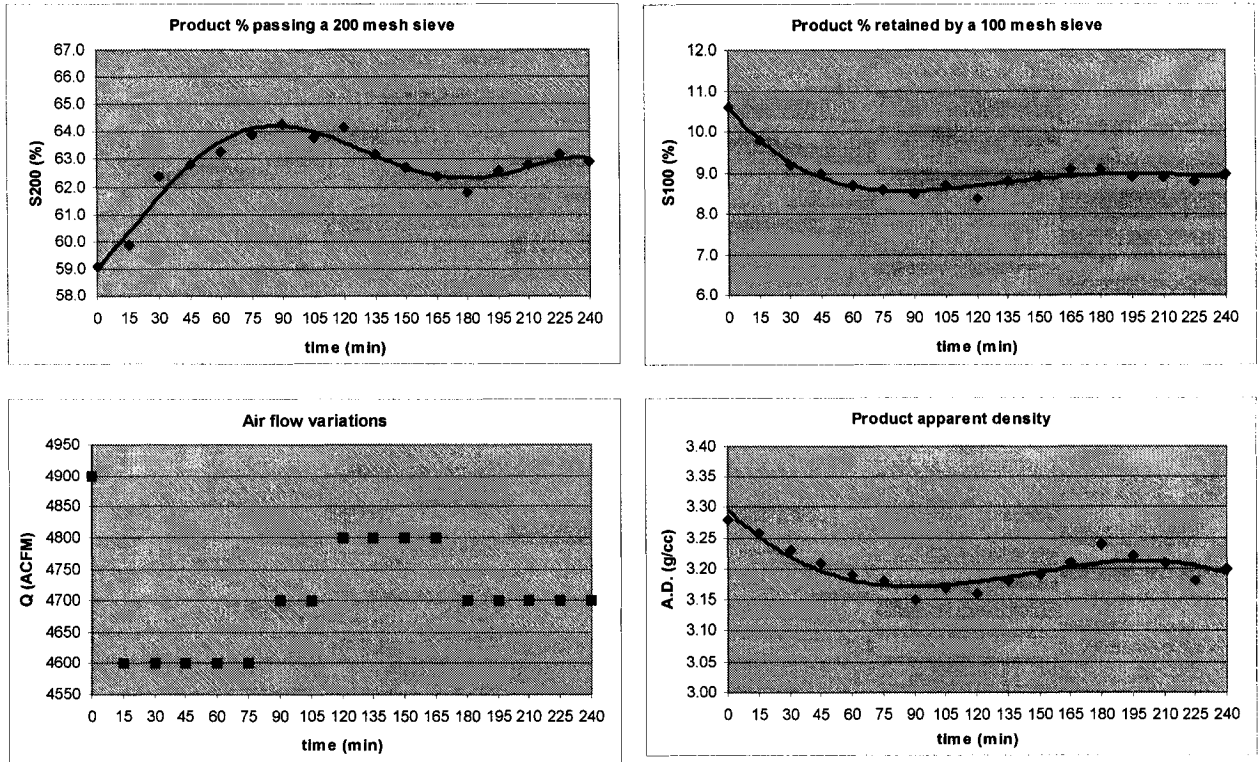 Product % passing a 200 mesh sieve
S200 (%)
67.0
66.0
65.0
64.0
63.0
62.0
61.0
60.0
59.0
58.0
0 15 30 45 60 75 90 105 120 135 150 165 180 195 210 225 240
time (min)
Product % retained by a 100 mesh sieve
S100 (%)
12.0
11.0
10.0
9.0
8.0
7.0
6.0
0 15 30 45 60 75 90 105 120 135 150 165 180 195 210 225 240
time (min)
Air flow variations
Q (ACFM)
4950
4900
4850
4800
4750
4700
4650
4600
4550
0 15 30 45 60 75 90 105 120 135 150 165 180 195 210 225 240
time (min)
Product apparent density
A.D. (g/cc)
3.40
3.35
3.30
3.25
3.20
3.15
3.10
3.05
3.00
0 15 30 45 60 75 90 105 120 135 150 165 180 195 210 225 240
time (min)